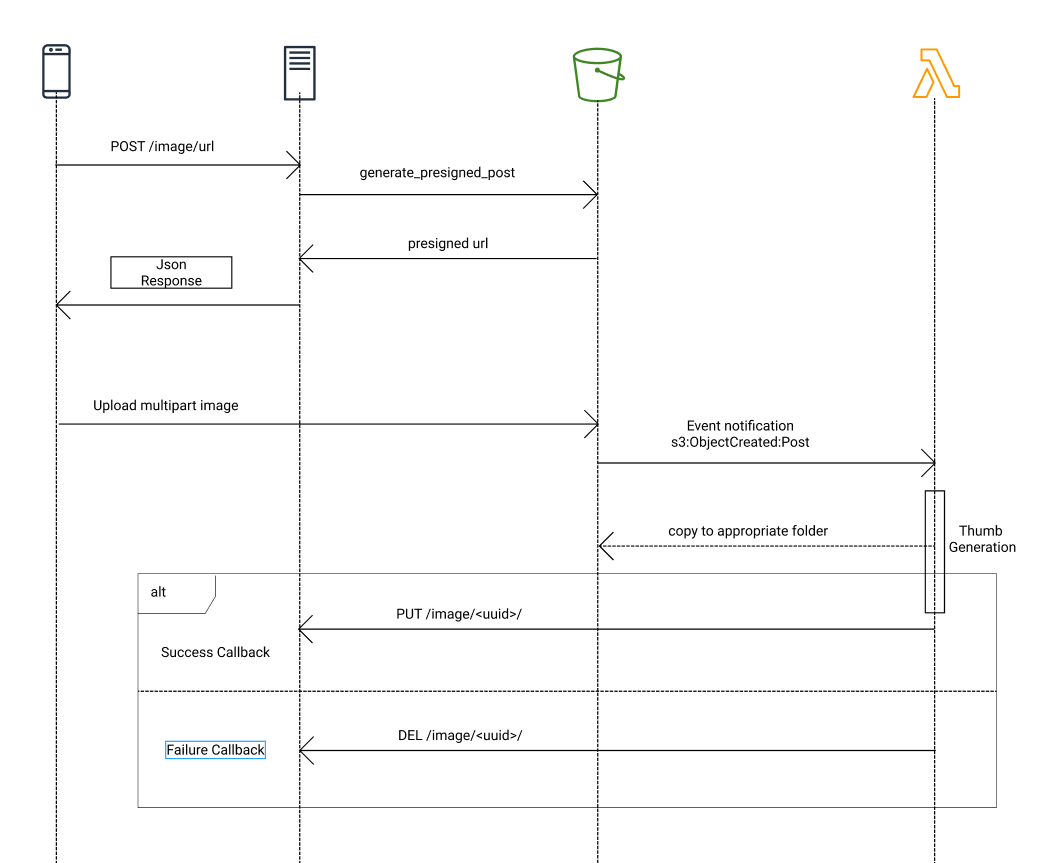 POST /image/url
generate_presigned_post
presigned url
Json
Response
Upload multipart image
Event notification
s3:ObjectCreated:Post
copy to appropriate folder
Thumb
Generation
alt
PUT /image/<uuid>/
Success Callback
DEL /image/<uuid>/
Failure Callback